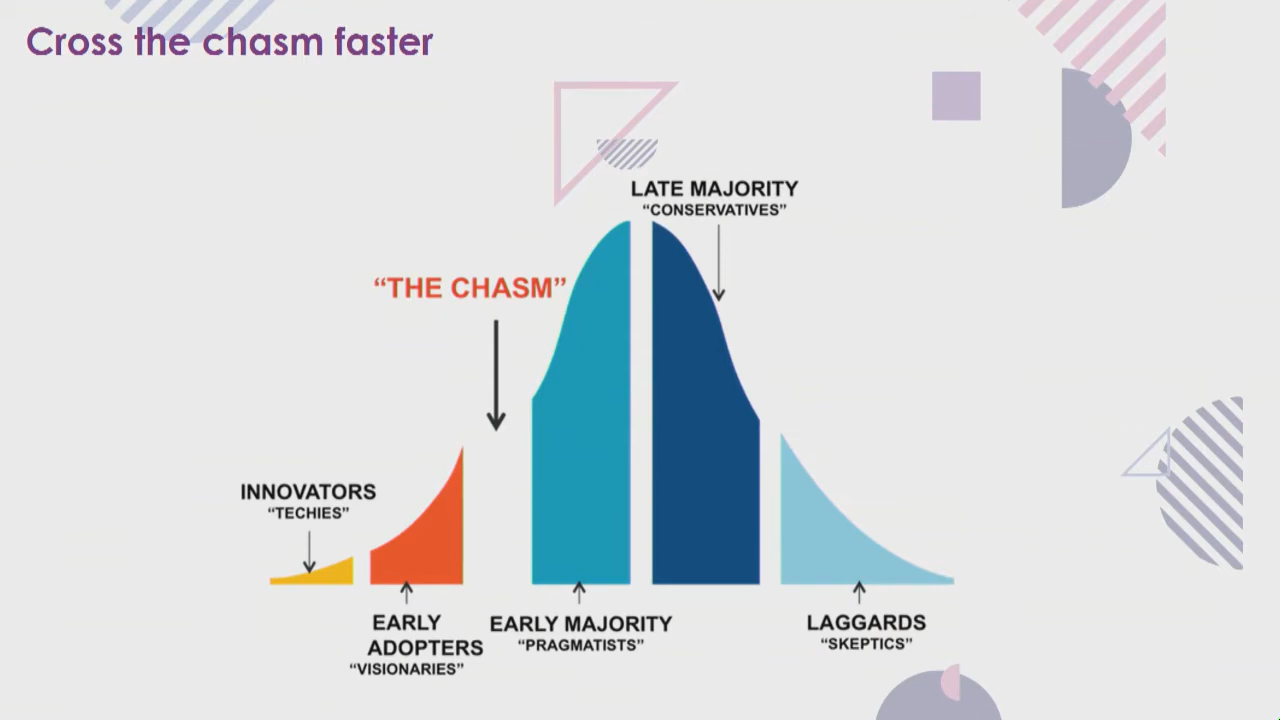 Cross the chasm faster
LATE MAJORITY
“CONSERVATIVES”
“THE CHASM”
INNOVATORS
“TECHIES”
EARLY
ADOPTERS
“VISIONARIES”
EARLY MAJORITY
“PRAGMATISTS”
LAGGARDS
“SKEPTICS”